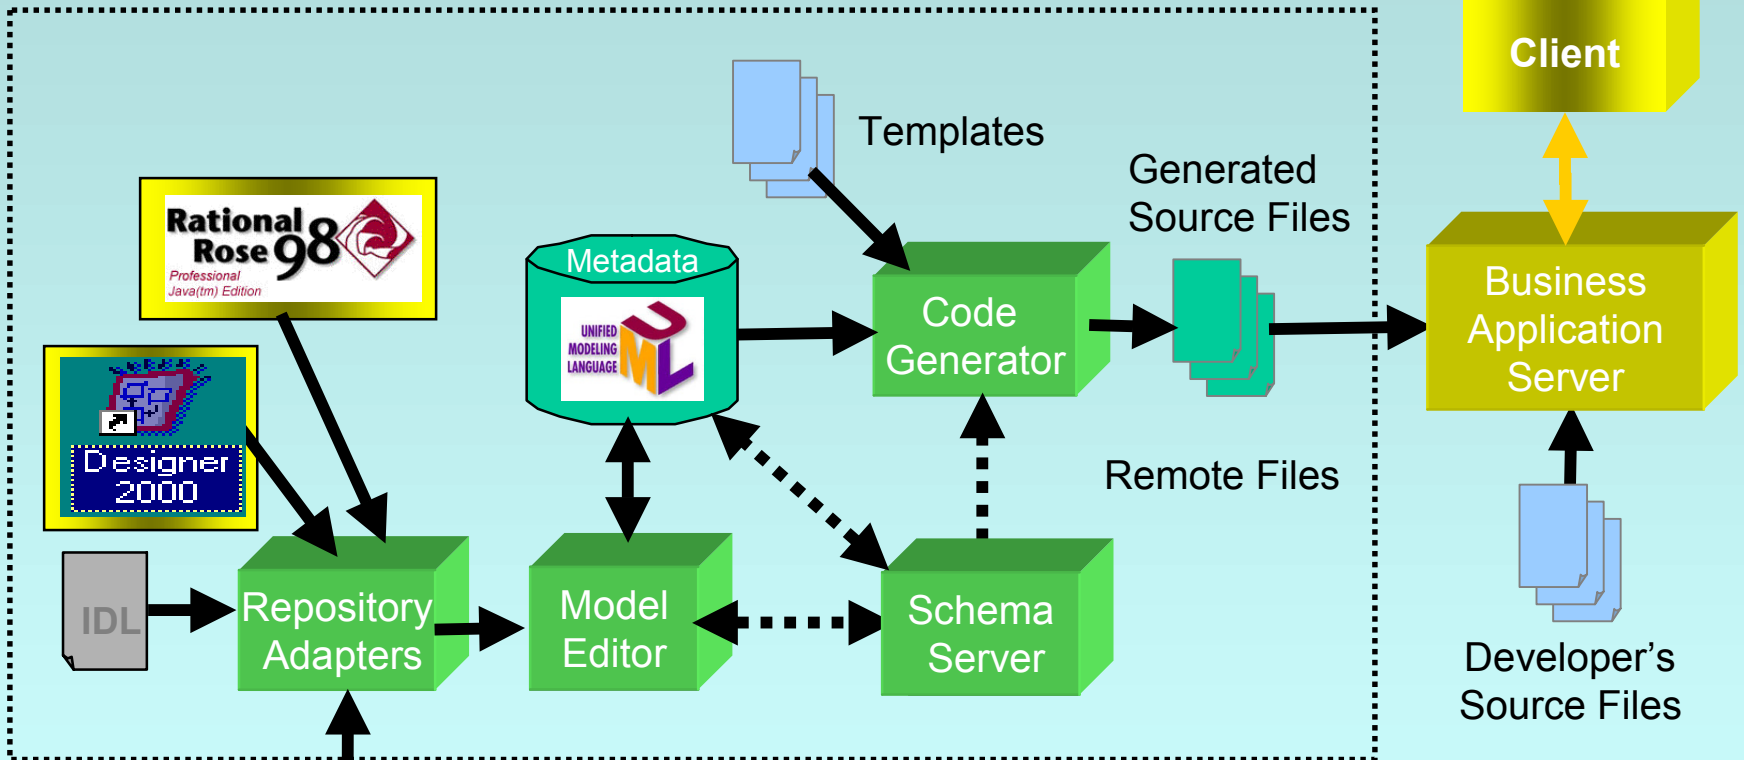 Client
Templates
Generated
Source Files
Rational
Rose 98
Professional
Java(tm) Edition
Metadata
UNIFIED
MODELING
LANGUAGE
UML
Code
Generator
Business
Application
Server
Designer
2000
Remote Files
IDL
Repository
Adapters
Model
Editor
Schema
Server
Developer’s
Source Files